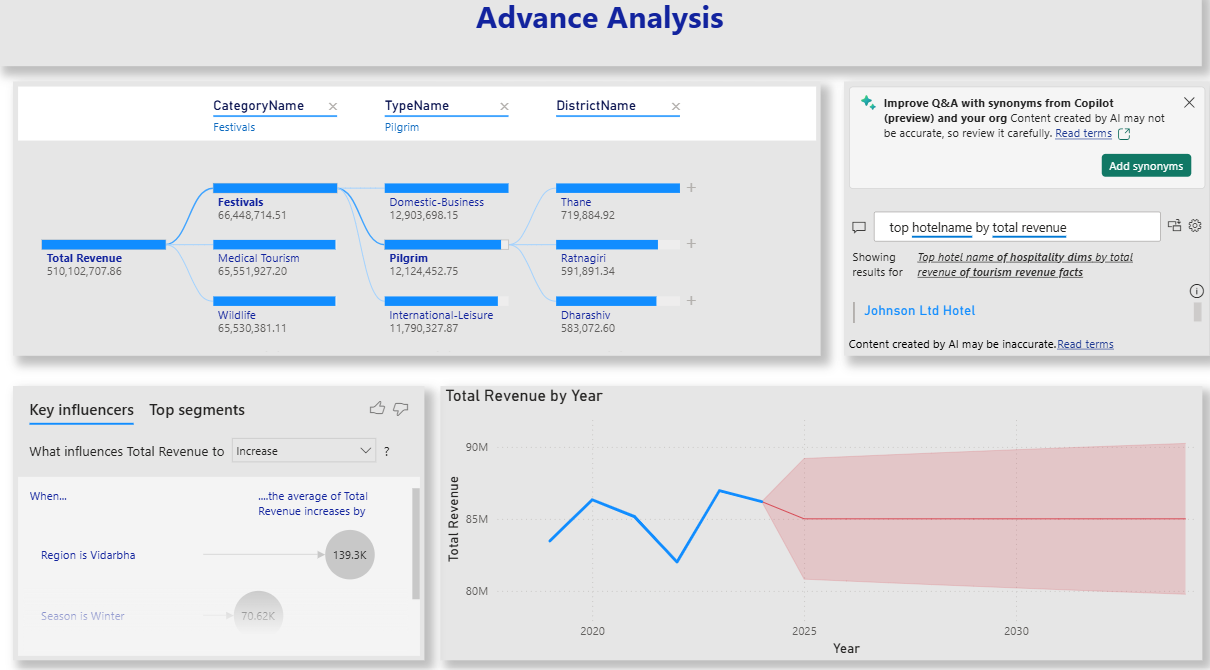 Advance Analysis
CategoryName ×
TypeName ×
DistrictName ×
Festivals
Pilgrim
Total Revenue
510,102,707.86
Festivals
66,448,714.51
Medical Tourism
65,551,927.20
Wildlife
65,530,381.11
Domestic-Business
12,903,698.15
Pilgrim
12,124,452.75
International-Leisure
11,790,327.87
Thane
719,884.92
Ratnagiri
591,891.34
Dharashiv
583,072.60
Improve Q&A with synonyms from Copilot
(preview) and your org Content created by AI may not
be accurate, so review it carefully. Read terms
Add synonyms
top hotelname by total revenue
Showing
results for
Top hotel name of hospitality dims by total
revenue of tourism revenue facts
Johnson Ltd Hotel
Content created by AI may be inaccurate. Read terms
Key influencers
Top segments
What influences Total Revenue to
Increase
?
When...
....the average of Total
Revenue increases by
Region is Vidarbha
139.3K
Season is Winter
70.62K
Total Revenue by Year
Total Revenue
90M
85M
80M
2020
2025
2030
Year